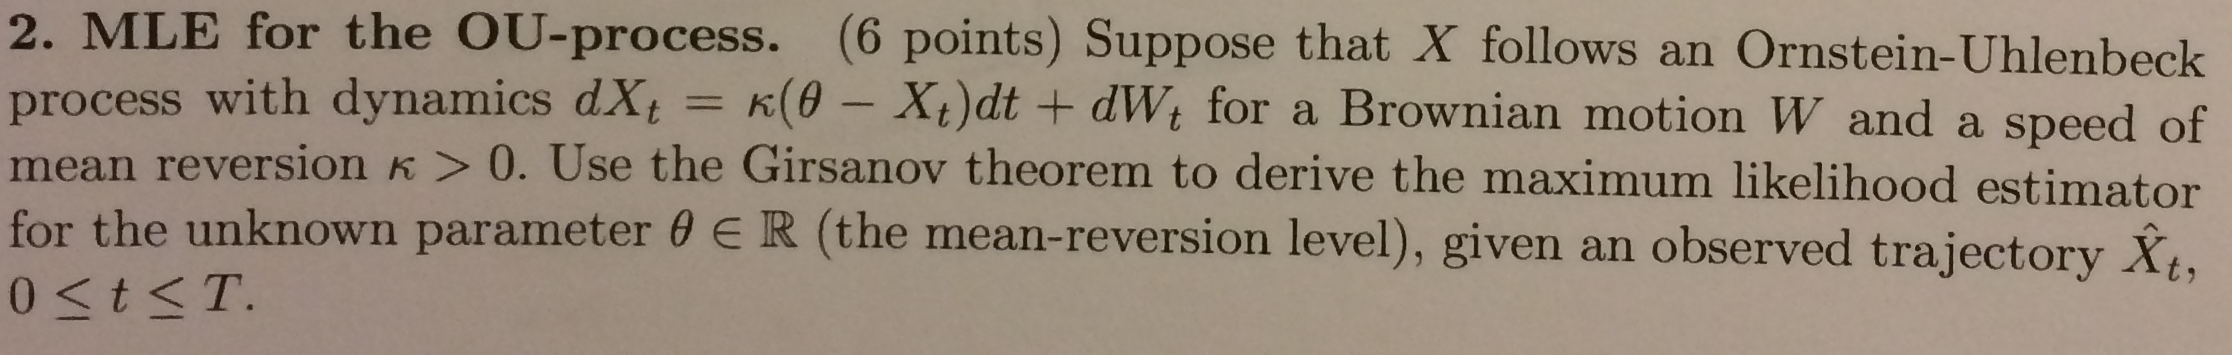 2. MLE for the OU-process. (6 points) Suppose that X follows an Ornstein-Uhlenbeck
process with dynamics dX_t = κ(θ − X_t)dt + dW_t for a Brownian motion W and a speed of
mean reversion κ > 0. Use the Girsanov theorem to derive the maximum likelihood estimator
for the unknown parameter θ ∈ ℝ (the mean-reversion level), given an observed trajectory X̂_t,
0 ≤ t ≤ T.